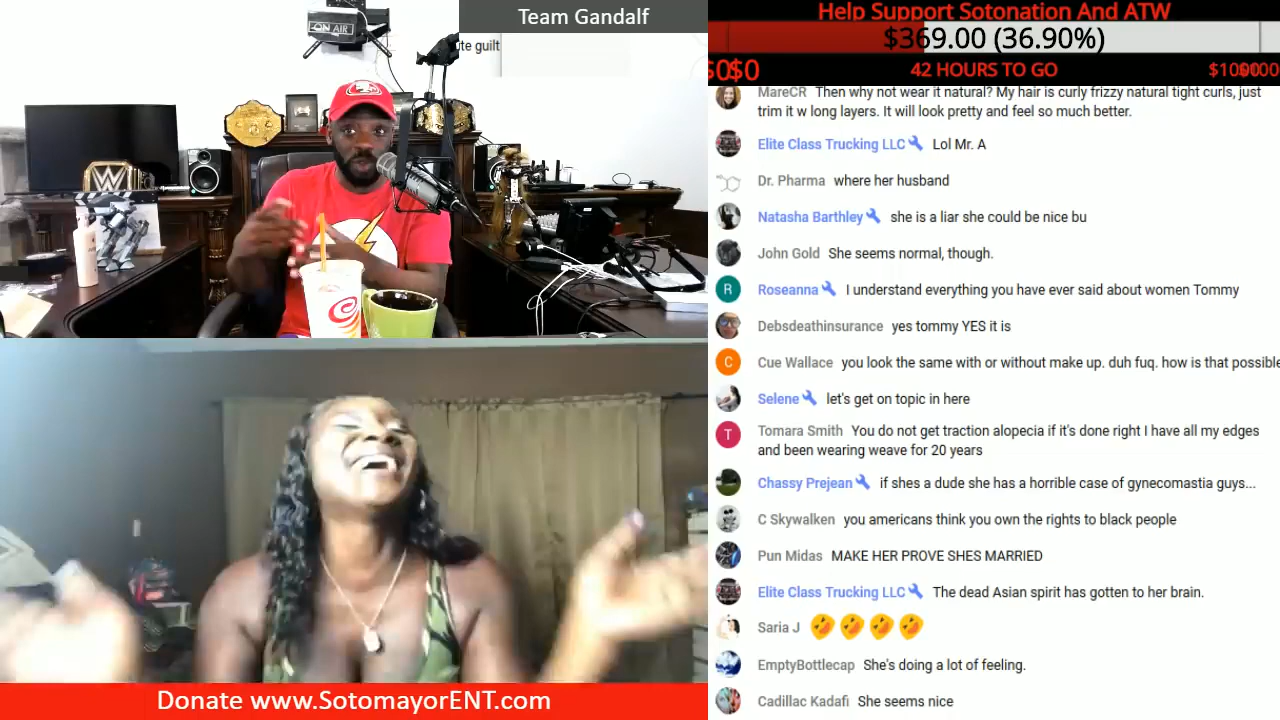 Team Gandalf
ute guilt
ON AIR
WW
Donate www.SotomayorENT.com
Help Support Sotonation And ATW
$369.00 (36.90%)
42 HOURS TO GO
MareCR Then why not wear it natural? My hair is curly frizzy natural tight curls, just
trim it w long layers. It will look pretty and feel so much better.
Elite Class Trucking LLC Lol Mr. A
Dr. Pharma where her husband
Natasha Barthley she is a liar she could be nice bu
John Gold She seems normal, though.
R Roseanna I understand everything you have ever said about women Tommy
Debsdeathinsurance yes tommy YES it is
C Cue Wallace you look the same with or without make up. duh fuq. how is that possible
Selene let's get on topic in here
T Tomara Smith You do not get traction alopecia if it's done right I have all my edges
and been wearing weave for 20 years
Chassy Prejean if shes a dude she has a horrible case of gynecomastia guys...
C Skywalken you americans think you own the rights to black people
Pun Midas MAKE HER PROVE SHES MARRIED
Elite Class Trucking LLC The dead Asian spirit has gotten to her brain.
Saria J
EmptyBottlecap She's doing a lot of feeling.
Cadillac Kadafi She seems nice